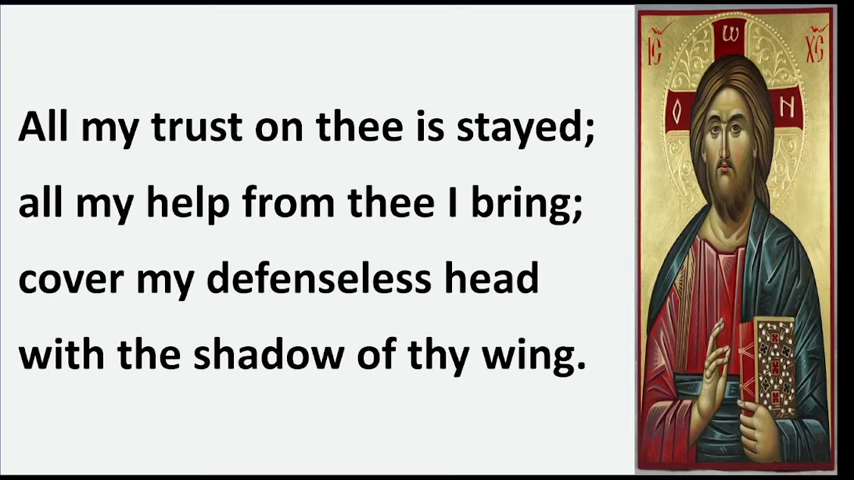 All my trust on thee is stayed;
all my help from thee I bring;
cover my defenseless head
with the shadow of thy wing.
IC XC
Ο ω Ν